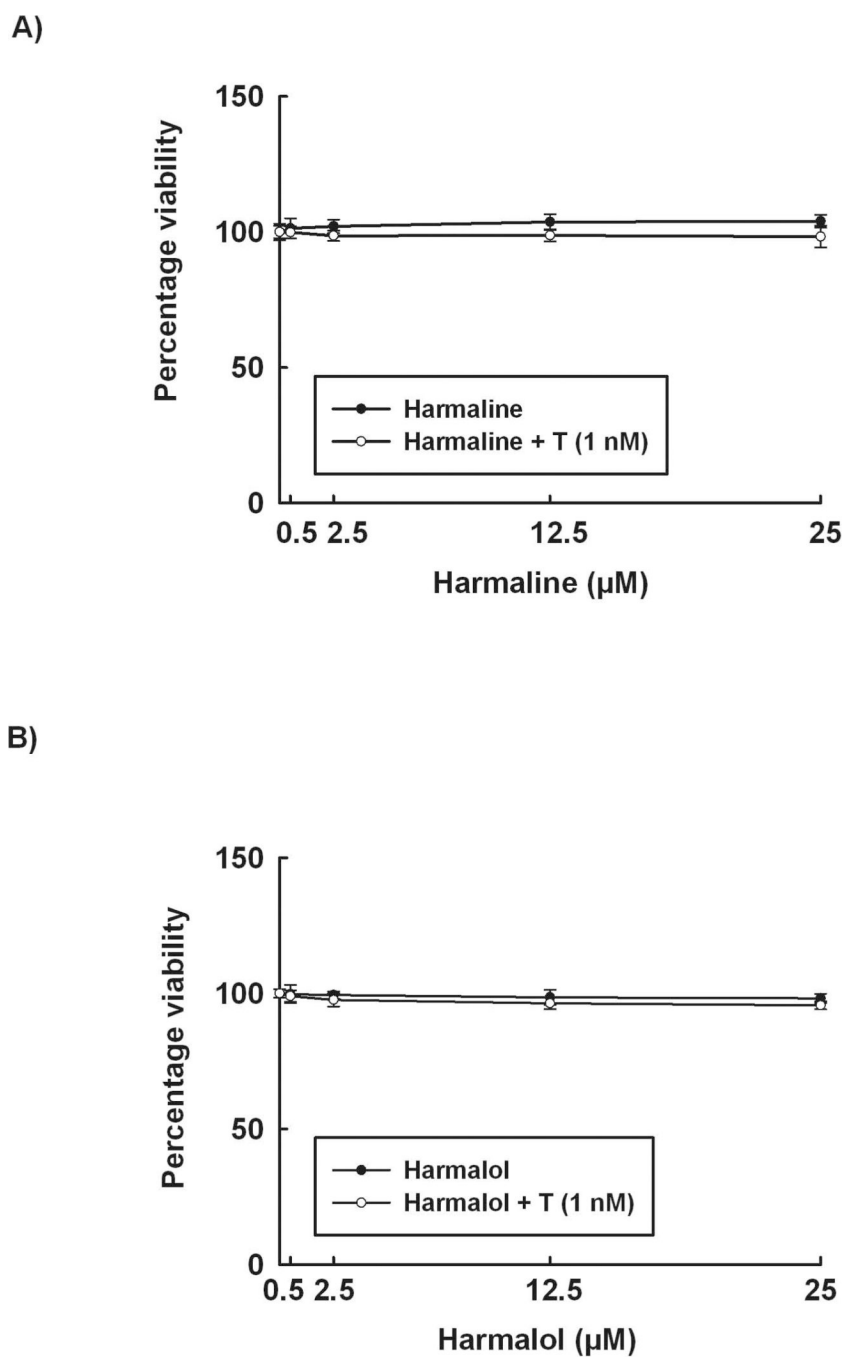 A)
150
100
50
0
Percentage viability
Harmaline
Harmaline + T (1 nM)
0.5 2.5 12.5 25
Harmaline (µM)
B)
150
100
50
0
Percentage viability
Harmalol
Harmalol + T (1 nM)
0.5 2.5 12.5 25
Harmalol (µM)